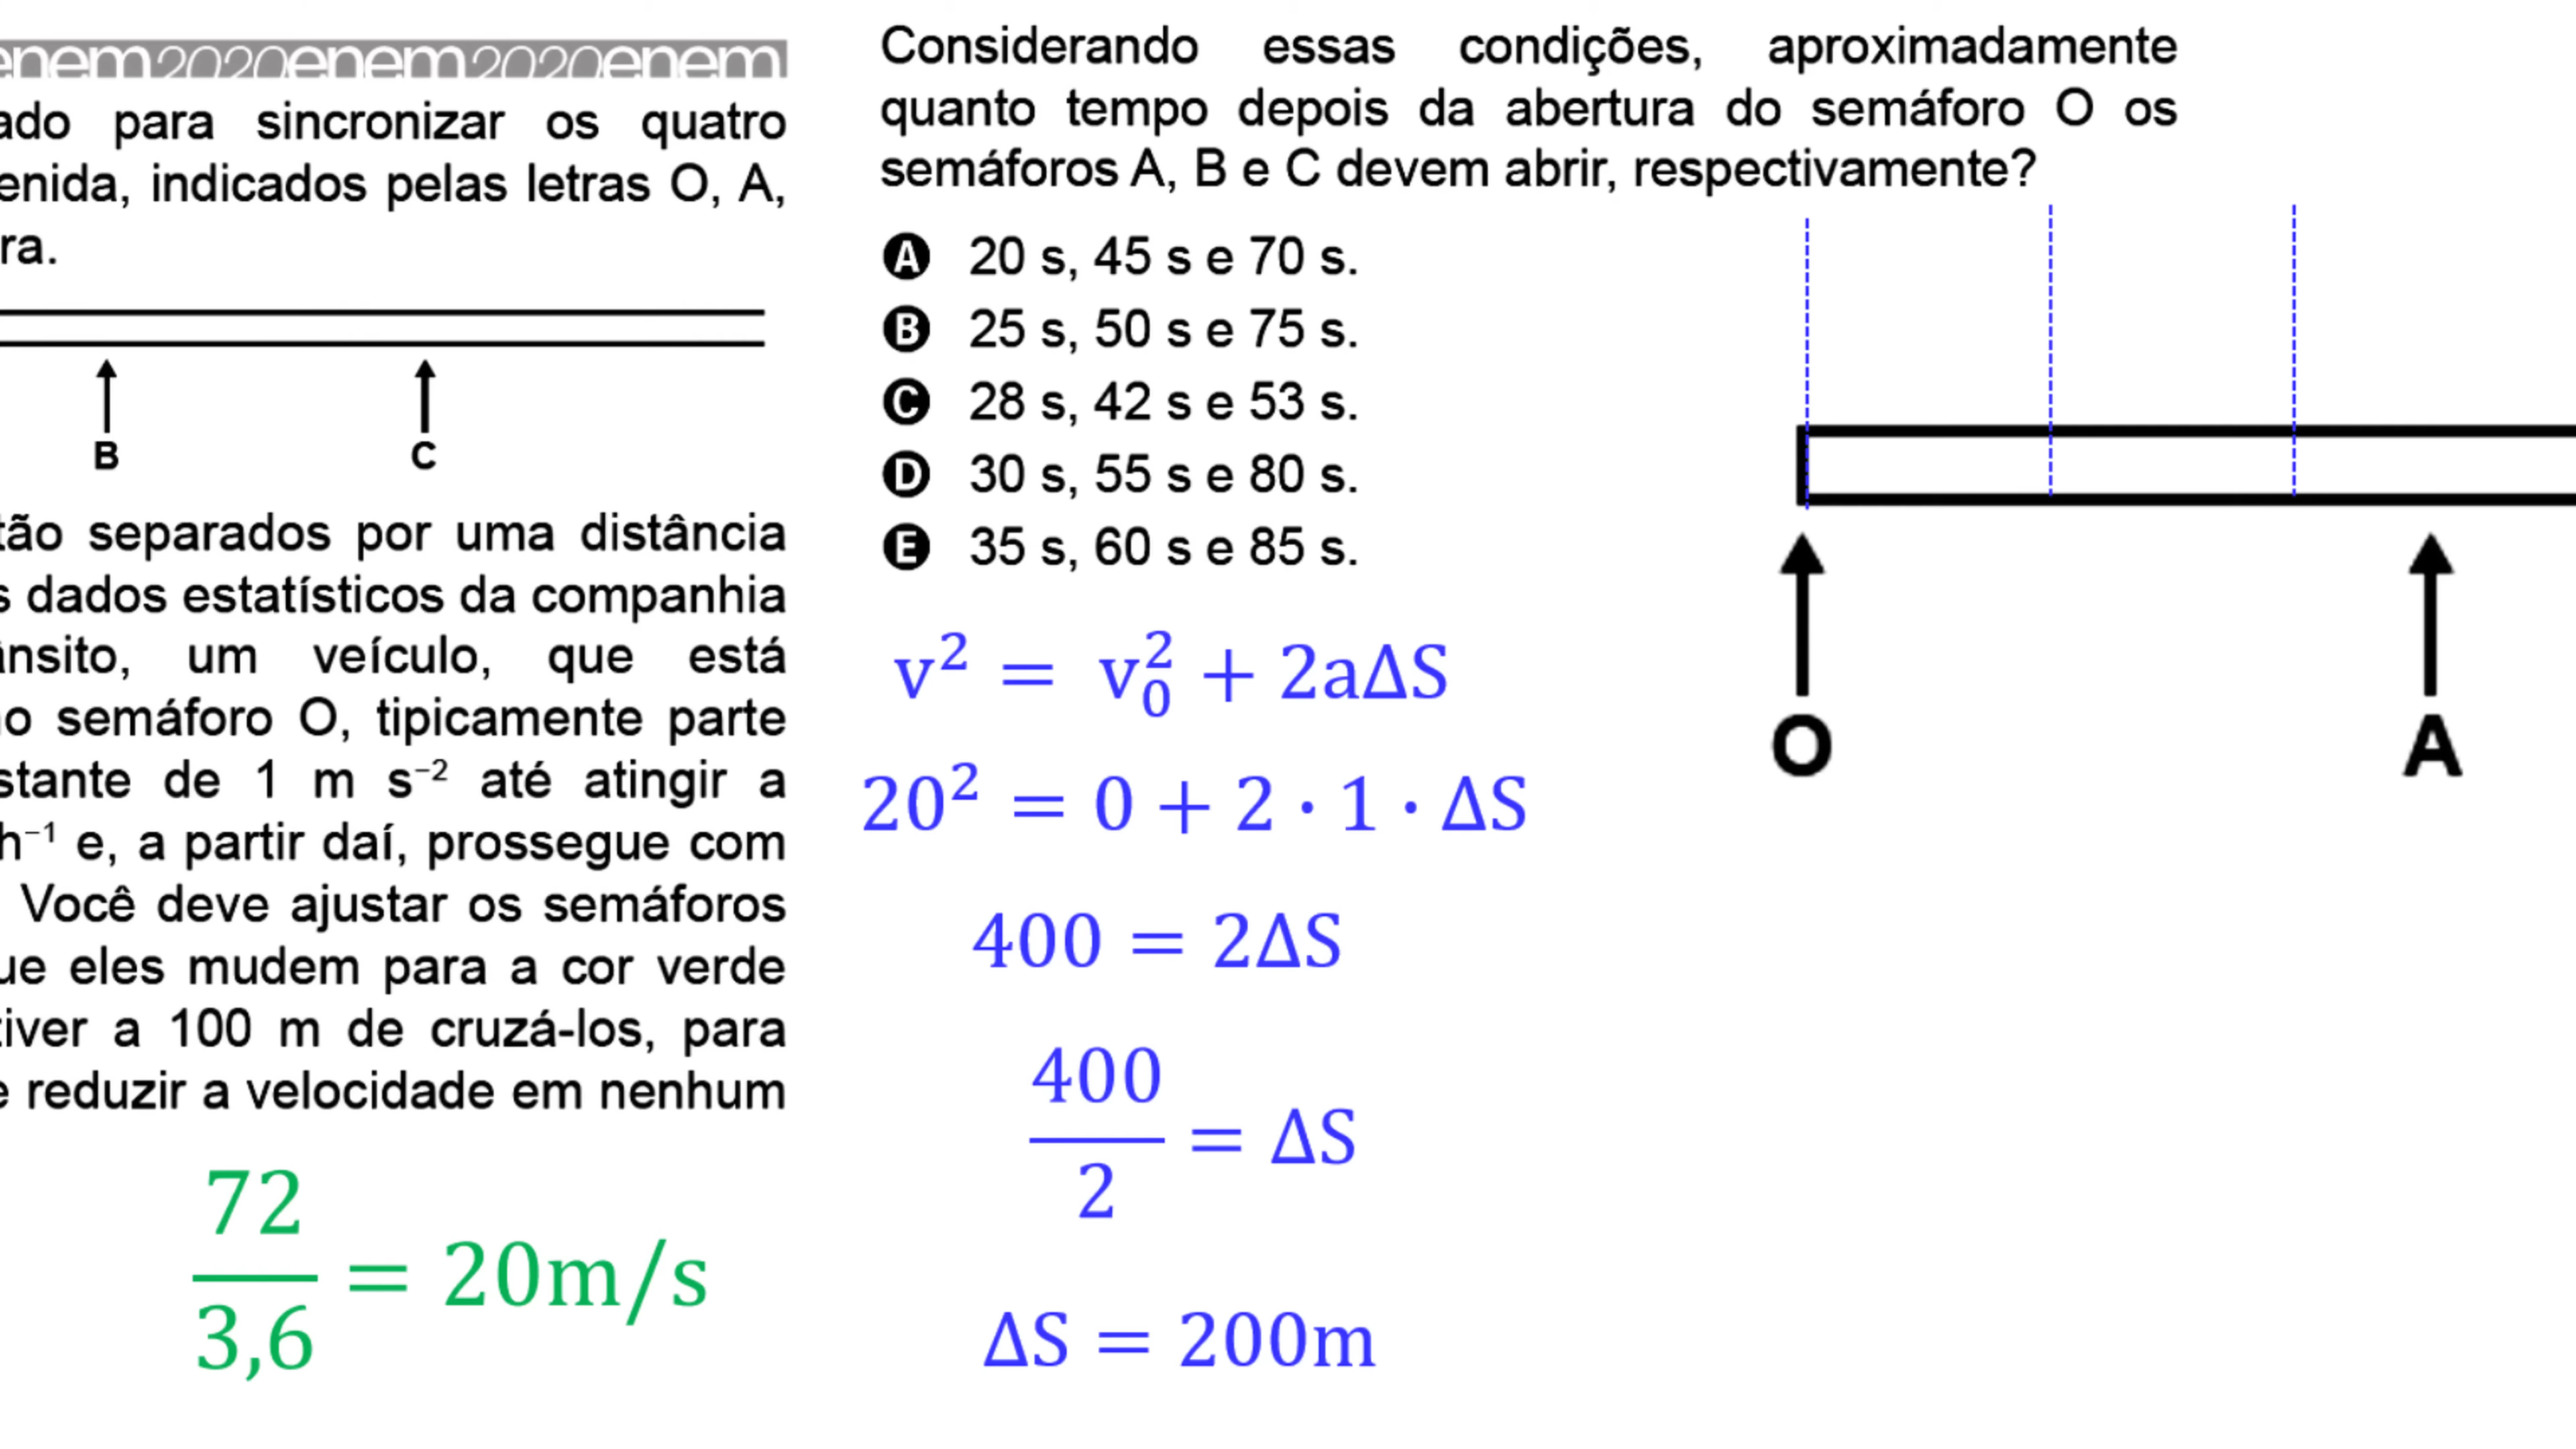 enem2020enem2020enem
ado para sincronizar os quatro
enida, indicados pelas letras O, A,
ra.
B
C
tão separados por uma distância
s dados estatísticos da companhia
ânsito, um veículo, que está
no semáforo O, tipicamente parte
stante de 1 m s⁻² até atingir a
h⁻¹ e, a partir daí, prossegue com
Você deve ajustar os semáforos
ue eles mudem para a cor verde
tiver a 100 m de cruzá-los, para
e reduzir a velocidade em nenhum
72/3,6 = 20m/s
Considerando essas condições, aproximadamente
quanto tempo depois da abertura do semáforo O os
semáforos A, B e C devem abrir, respectivamente?
A 20 s, 45 s e 70 s.
B 25 s, 50 s e 75 s.
C 28 s, 42 s e 53 s.
D 30 s, 55 s e 80 s.
E 35 s, 60 s e 85 s.
v² = v₀² + 2aΔS
20² = 0 + 2 · 1 · ΔS
400 = 2ΔS
400/2 = ΔS
ΔS = 200m
O
A